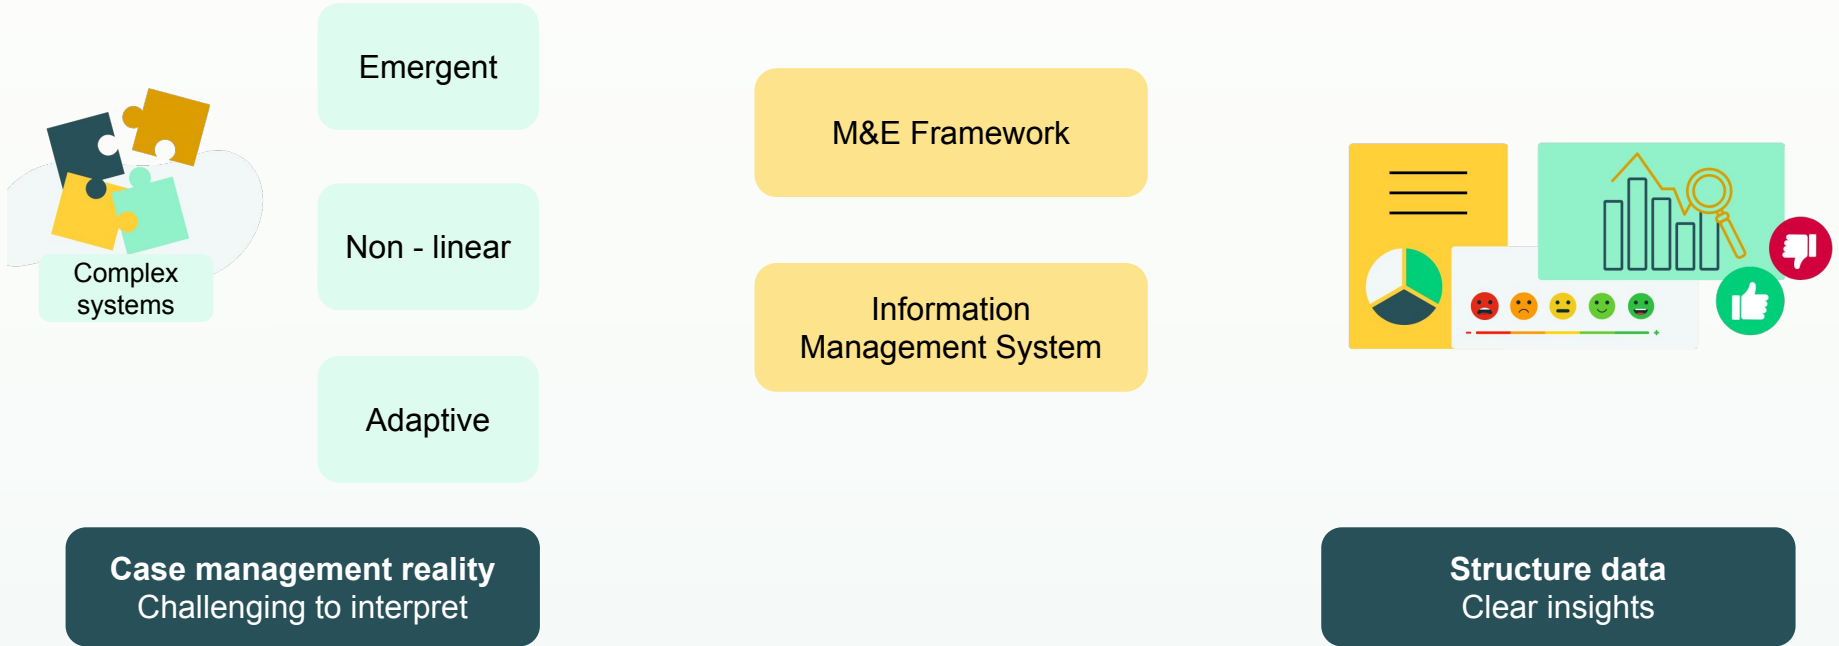 Complex
systems
Emergent
Non - linear
Adaptive
Case management reality
Challenging to interpret
M&E Framework
Information
Management System
- +
Structure data
Clear insights